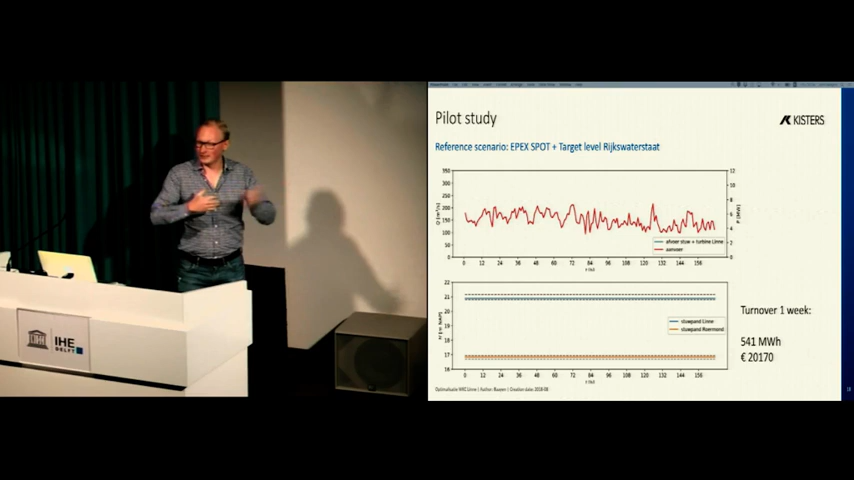 Pilot study
KISTERS
Reference scenario: EPEX SPOT + Target level Rijkswaterstaat
350
300
250
200
150
100
50
0
12
10
8
6
4
2
0
Q [m³/s]
P [MW]
afvoer stuw + turbine Linne
aanvoer
0 12 24 36 48 60 72 84 96 108 120 132 144 156
22
21
20
19
18
17
16
stuwpand Linne
stuwpand Roermond
0 12 24 36 48 60 72 84 96 108 120 132 144 156
Turnover 1 week:
541 MWh
€ 20170
18
IHE
DELFT